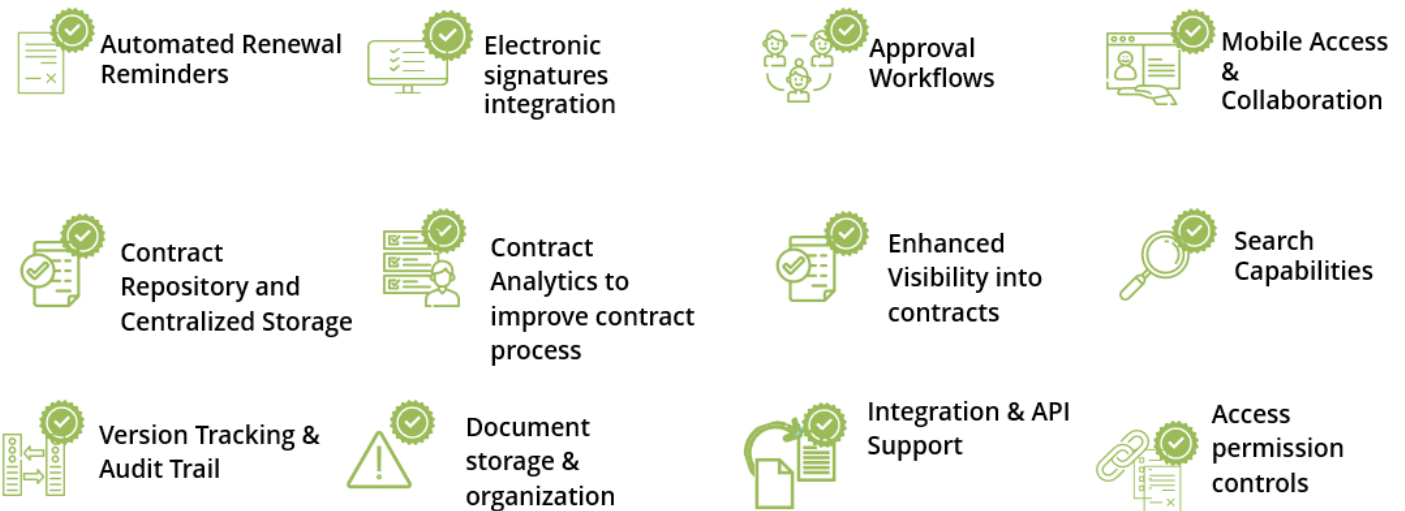 Automated Renewal
Reminders
Electronic
signatures
integration
Approval
Workflows
Mobile Access
&
Collaboration
Contract
Repository and
Centralized Storage
Contract
Analytics to
improve contract
process
Enhanced
Visibility into
contracts
Search
Capabilities
Version Tracking &
Audit Trail
Document
storage &
organization
Integration & API
Support
Access
permission
controls